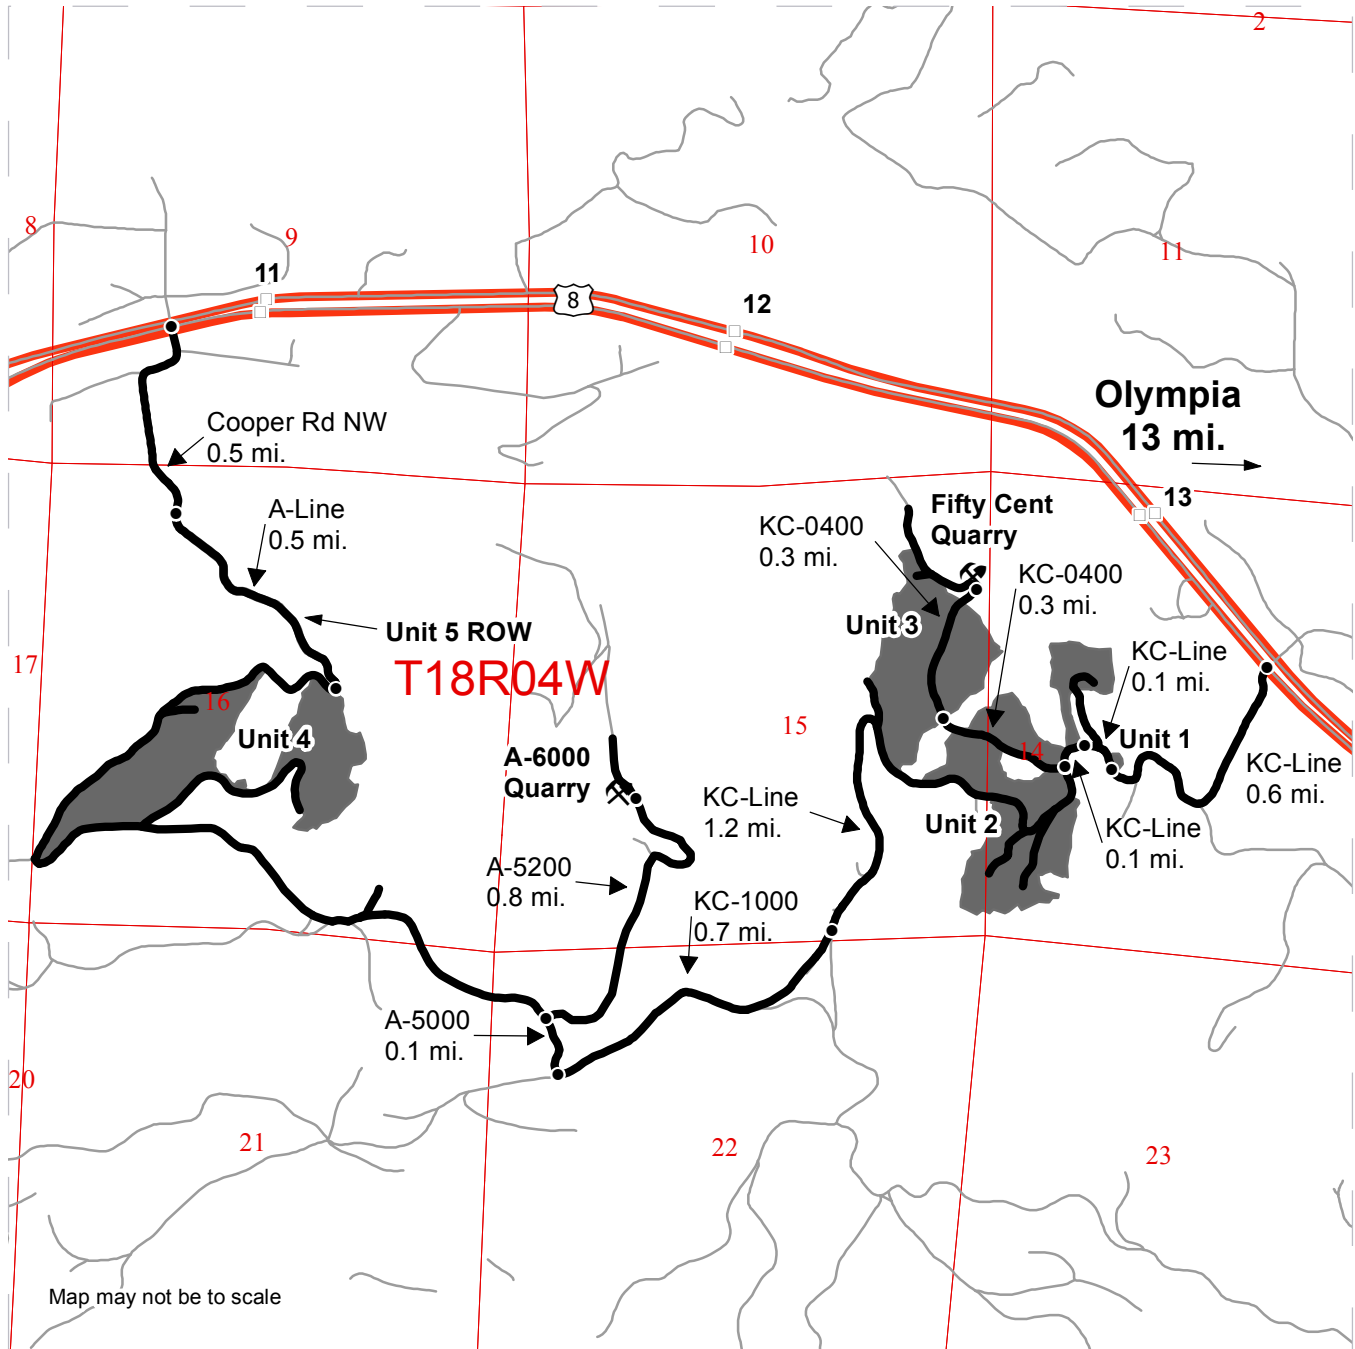 2
8
9
10
11
11
8
12
Olympia
13 mi.
Cooper Rd NW
0.5 mi.
13
A-Line
0.5 mi.
Fifty Cent
Quarry
KC-0400
0.3 mi.
KC-0400
0.3 mi.
Unit 3
Unit 5 ROW
17
T18R04W
KC-Line
0.1 mi.
16
15
14
Unit 4
Unit 1
A-6000
Quarry
KC-Line
0.6 mi.
KC-Line
1.2 mi.
Unit 2
KC-Line
0.1 mi.
A-5200
0.8 mi.
KC-1000
0.7 mi.
A-5000
0.1 mi.
20
21
22
23
Map may not be to scale